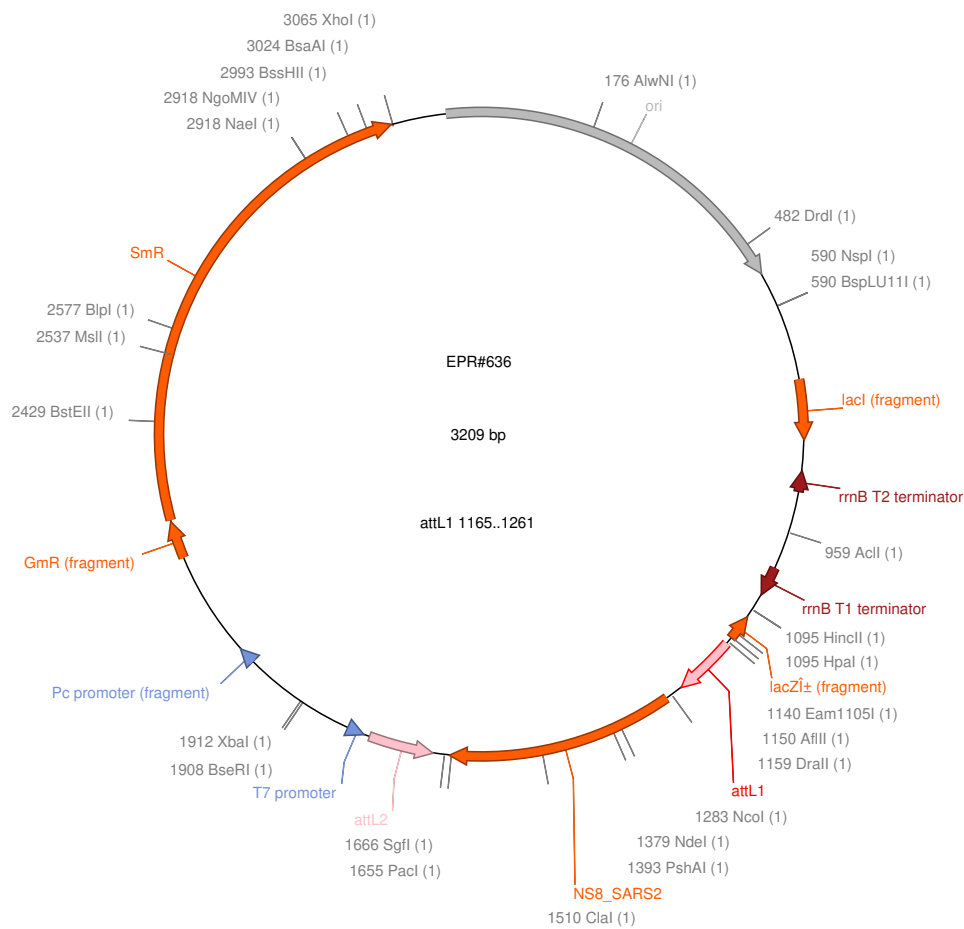 3065 XhoI (1)
3024 BsaAI (1)
2993 BssHII (1)
2918 NgoMIV (1)
2918 NaeI (1)
176 AlwNI (1)
ori
482 DrdI (1)
590 NspI (1)
590 BspLU11I (1)
SmR
2577 BlpI (1)
2537 MslI (1)
2429 BstEII (1)
EPR#636
3209 bp
attL1 1165..1261
lacI (fragment)
rrnB T2 terminator
959 AclI (1)
rrnB T1 terminator
1095 HincII (1)
1095 HpaI (1)
lacZÎ± (fragment)
1140 Eam1105I (1)
1150 AflII (1)
1159 DraII (1)
attL1
1283 NcoI (1)
1379 NdeI (1)
1393 PshAI (1)
NS8_SARS2
1510 ClaI (1)
GmR (fragment)
Pc promoter (fragment)
1912 XbaI (1)
1908 BseRI (1)
T7 promoter
attL2
1666 SgfI (1)
1655 PacI (1)